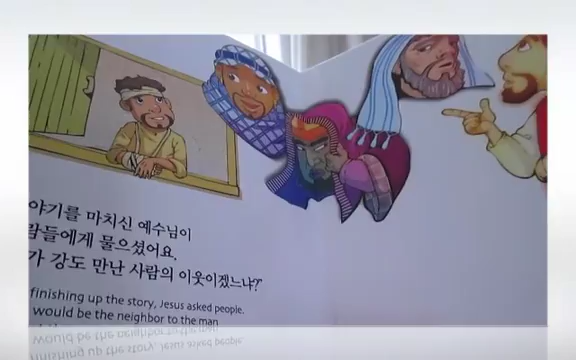 야기를 마치신 예수님이
람들에게 물으셨어요.
가 강도 만난 사람의 이웃이겠느냐?"
finishing up the story, Jesus asked people.
would be the neighbor to the man